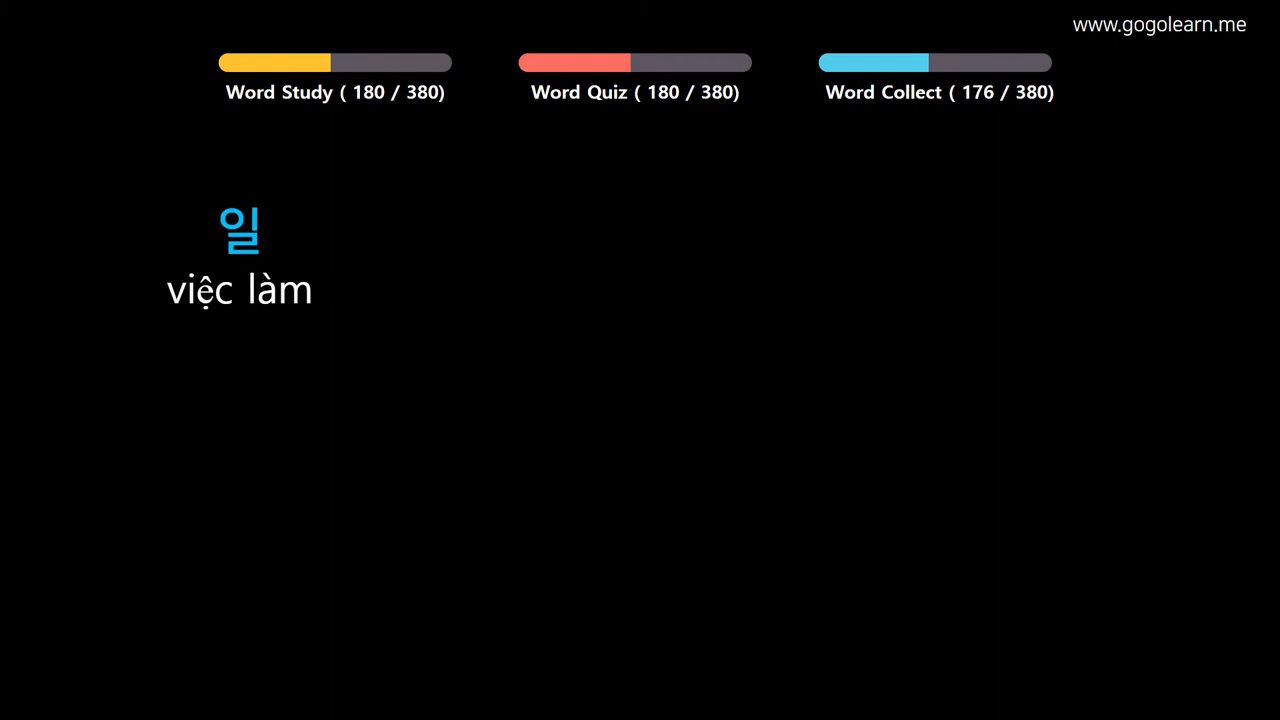 www.gogolearn.me
Word Study ( 180 / 380)
Word Quiz ( 180 / 380)
Word Collect ( 176 / 380)
일
việc làm